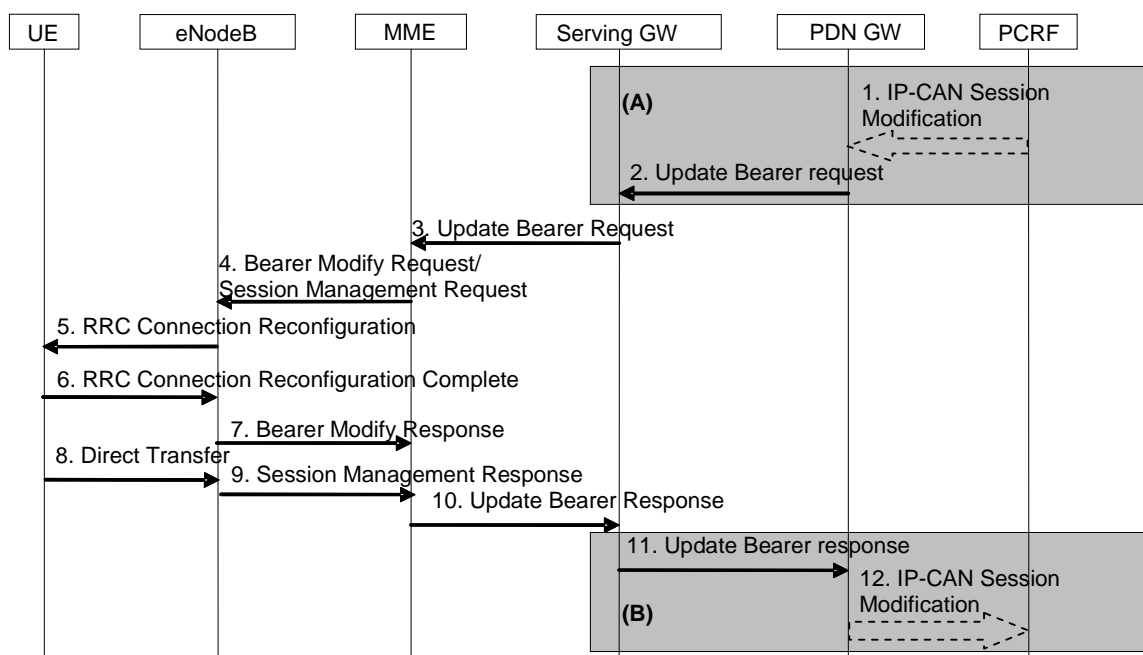 UE
eNodeB
MME
Serving GW
PDN GW
PCRF
(A)
1. IP-CAN Session
Modification
2. Update Bearer request
3. Update Bearer Request
4. Bearer Modify Request/
Session Management Request
5. RRC Connection Reconfiguration
6. RRC Connection Reconfiguration Complete
7. Bearer Modify Response
8. Direct Transfer
9. Session Management Response
10. Update Bearer Response
11. Update Bearer response
12. IP-CAN Session
Modification
(B)